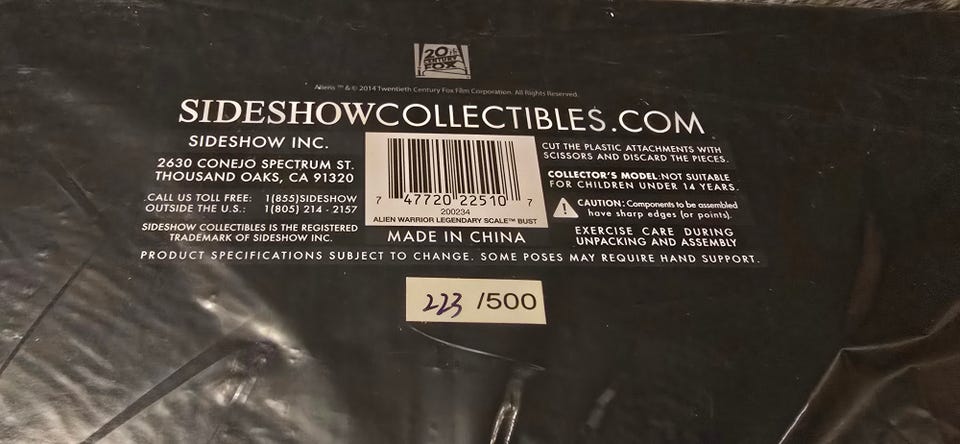 20th
CENTURY
FOX
Aliens ™ & © 2014 Twentieth Century Fox Film Corporation. All Rights Reserved.
SIDESHOWCOLLECTIBLES.COM
SIDESHOW INC.
2630 CONEJO SPECTRUM ST.
THOUSAND OAKS, CA 91320
CALL US TOLL FREE: 1(855)SIDESHOW
OUTSIDE THE U.S.: 1(805) 214 - 2157
SIDESHOW COLLECTIBLES IS THE REGISTERED
TRADEMARK OF SIDESHOW INC.
7 47720 22510 7
200234
ALIEN WARRIOR LEGENDARY SCALE™ BUST
MADE IN CHINA
CUT THE PLASTIC ATTACHMENTS WITH
SCISSORS AND DISCARD THE PIECES.
COLLECTOR'S MODEL: NOT SUITABLE
FOR CHILDREN UNDER 14 YEARS.
CAUTION: Components to be assembled
have sharp edges (or points).
EXERCISE CARE DURING
UNPACKING AND ASSEMBLY
PRODUCT SPECIFICATIONS SUBJECT TO CHANGE. SOME POSES MAY REQUIRE HAND SUPPORT.
223 /500